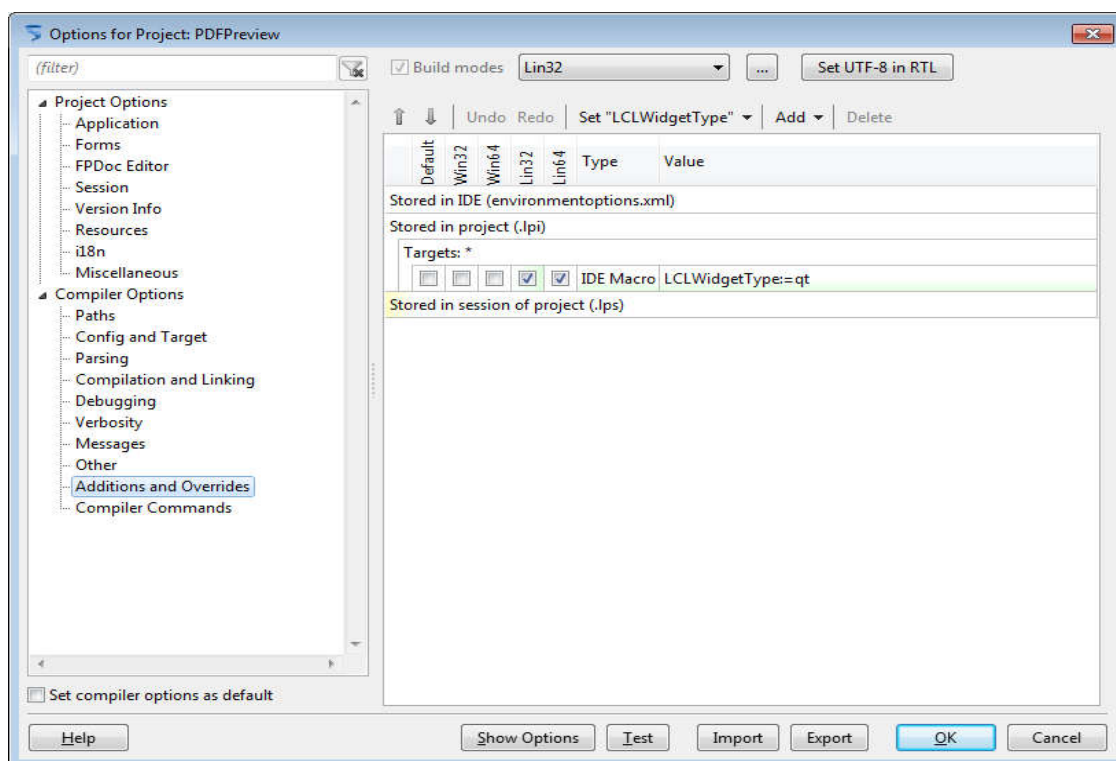 Options for Project: PDFPreview
(filter)
Build modes Lin32 ... Set UTF-8 in RTL
Project Options
Application
Forms
FPDoc Editor
Session
Version Info
Resources
i18n
Miscellaneous
Compiler Options
Paths
Config and Target
Parsing
Compilation and Linking
Debugging
Verbosity
Messages
Other
Additions and Overrides
Compiler Commands
Set compiler options as default
Undo Redo Set "LCLWidgetType" Add Delete
Default Win32 Win64 Lin32 Lin64 Type Value
Stored in IDE (environmentoptions.xml)
Stored in project (.lpi)
Targets: *
IDE Macro LCLWidgetType:=qt
Stored in session of project (.lps)
Help Show Options Test Import Export OK Cancel